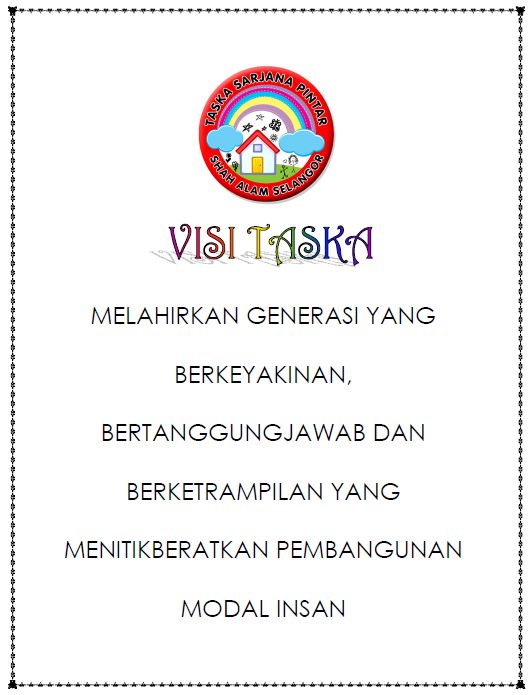 TASKA SARJANA PINTAR
SHAH ALAM SELANGOR
VISI TASKA
MELAHIRKAN GENERASI YANG
BERKEYAKINAN,
BERTANGGUNGJAWAB DAN
BERKETRAMPILAN YANG
MENITIKBERATKAN PEMBANGUNAN
MODAL INSAN